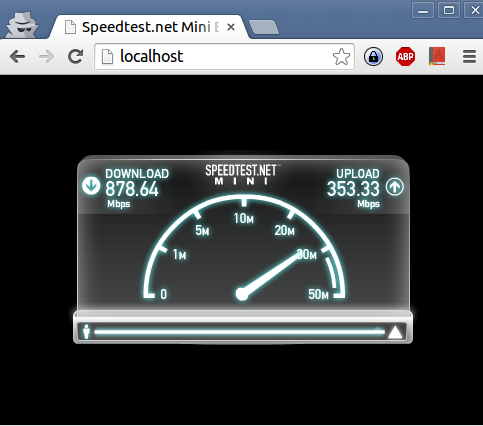 Speedtest.net Mini
localhost
ABP
DOWNLOAD
878.64
Mbps
SPEEDTEST.NET™
MINI
UPLOAD
353.33
Mbps
0
1M
5M
10M
20M
30M
50M